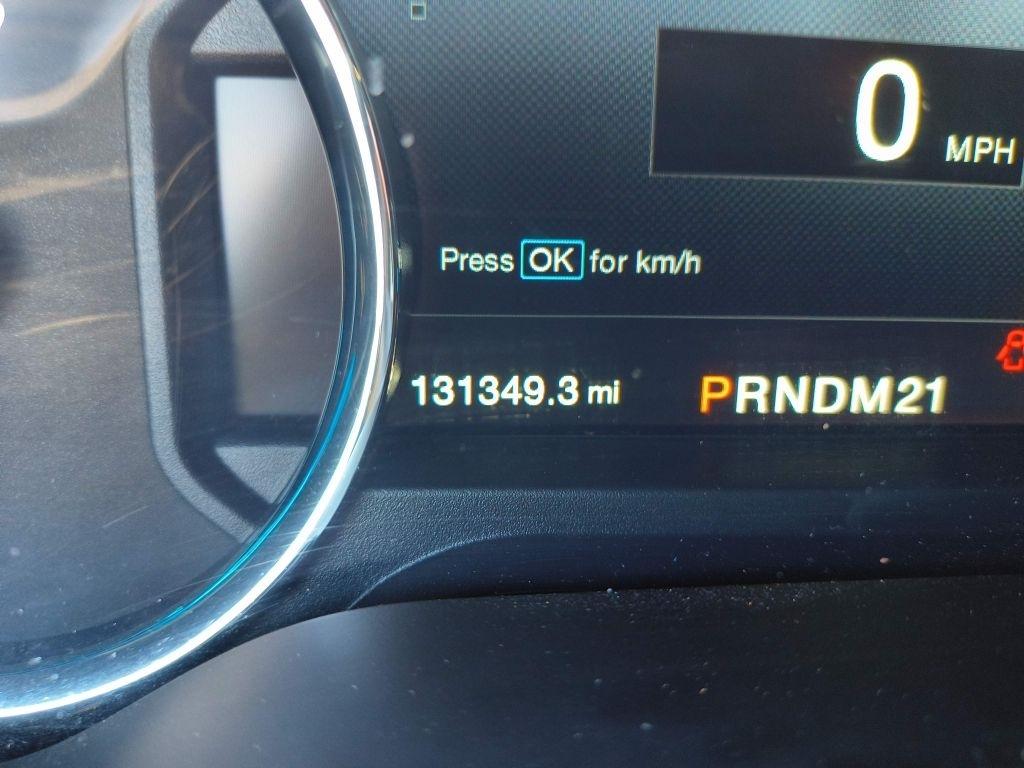 0 MPH
Press OK for km/h
131349.3 mi PRNDM21